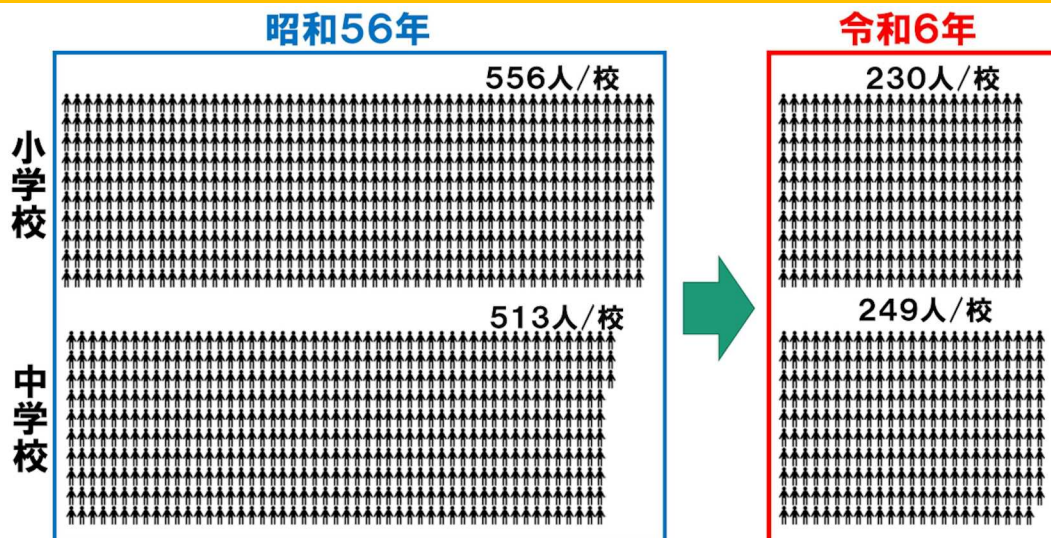 昭和56年
令和6年
小学校
556人/校
230人/校
中学校
513人/校
249人/校